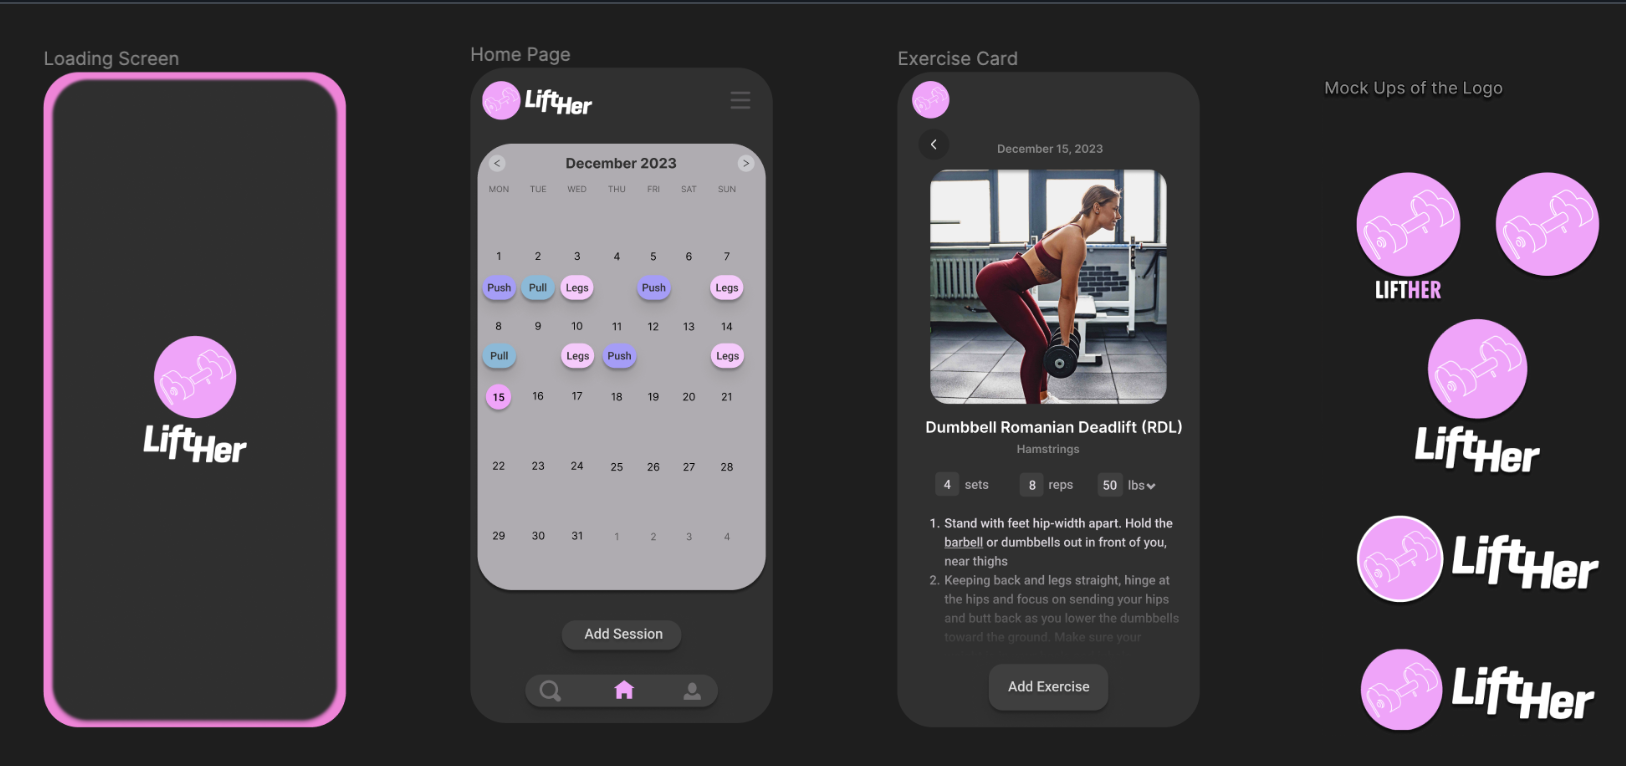 Loading Screen
LiftHer
Home Page
LiftHer
December 2023
MON TUE WED THU FRI SAT SUN
1 2 3 4 5 6 7
Push Pull Legs Push Legs
8 9 10 11 12 13 14
Pull Legs Push Legs
15 16 17 18 19 20 21
22 23 24 25 26 27 28
29 30 31 1 2 3 4
Add Session
Exercise Card
December 15, 2023
Dumbbell Romanian Deadlift (RDL)
Hamstrings
4 sets 8 reps 50 lbs
1. Stand with feet hip-width apart. Hold the
barbell or dumbbells out in front of you,
near thighs
2. Keeping back and legs straight, hinge at
the hips and focus on sending your hips
and butt back as you lower the dumbbells
toward the ground. Make sure your
Add Exercise
Mock Ups of the Logo
LIFTHER
LiftHer
LiftHer
LiftHer